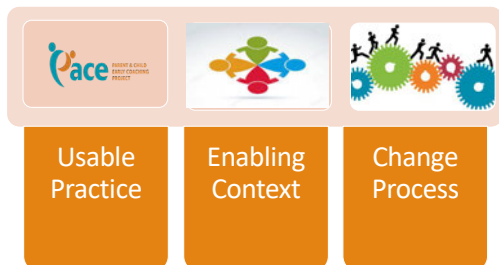 Pace
PARENT & CHILD
EARLY COACHING
PROJECT
Usable
Practice
Enabling
Context
Change
Process